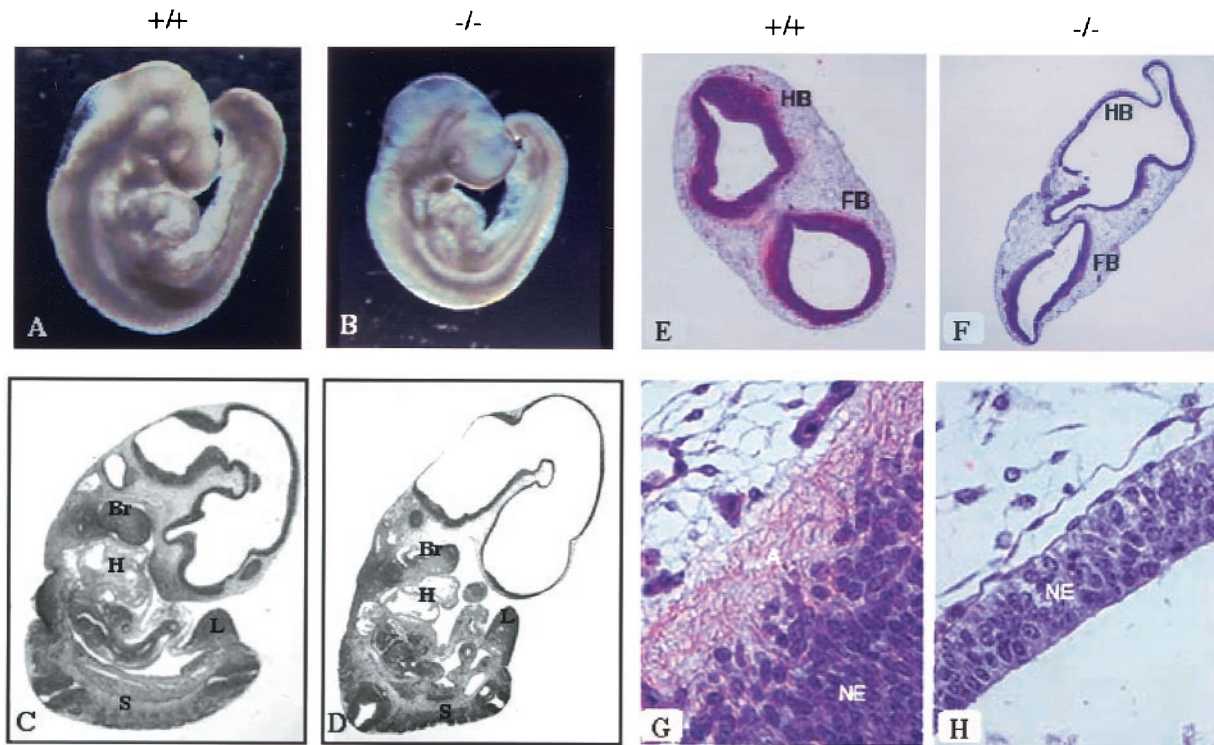 +/+ -/- +/+ -/-
A B E HB FB F HB FB
C Br H L S D Br H L S G A NE H NE